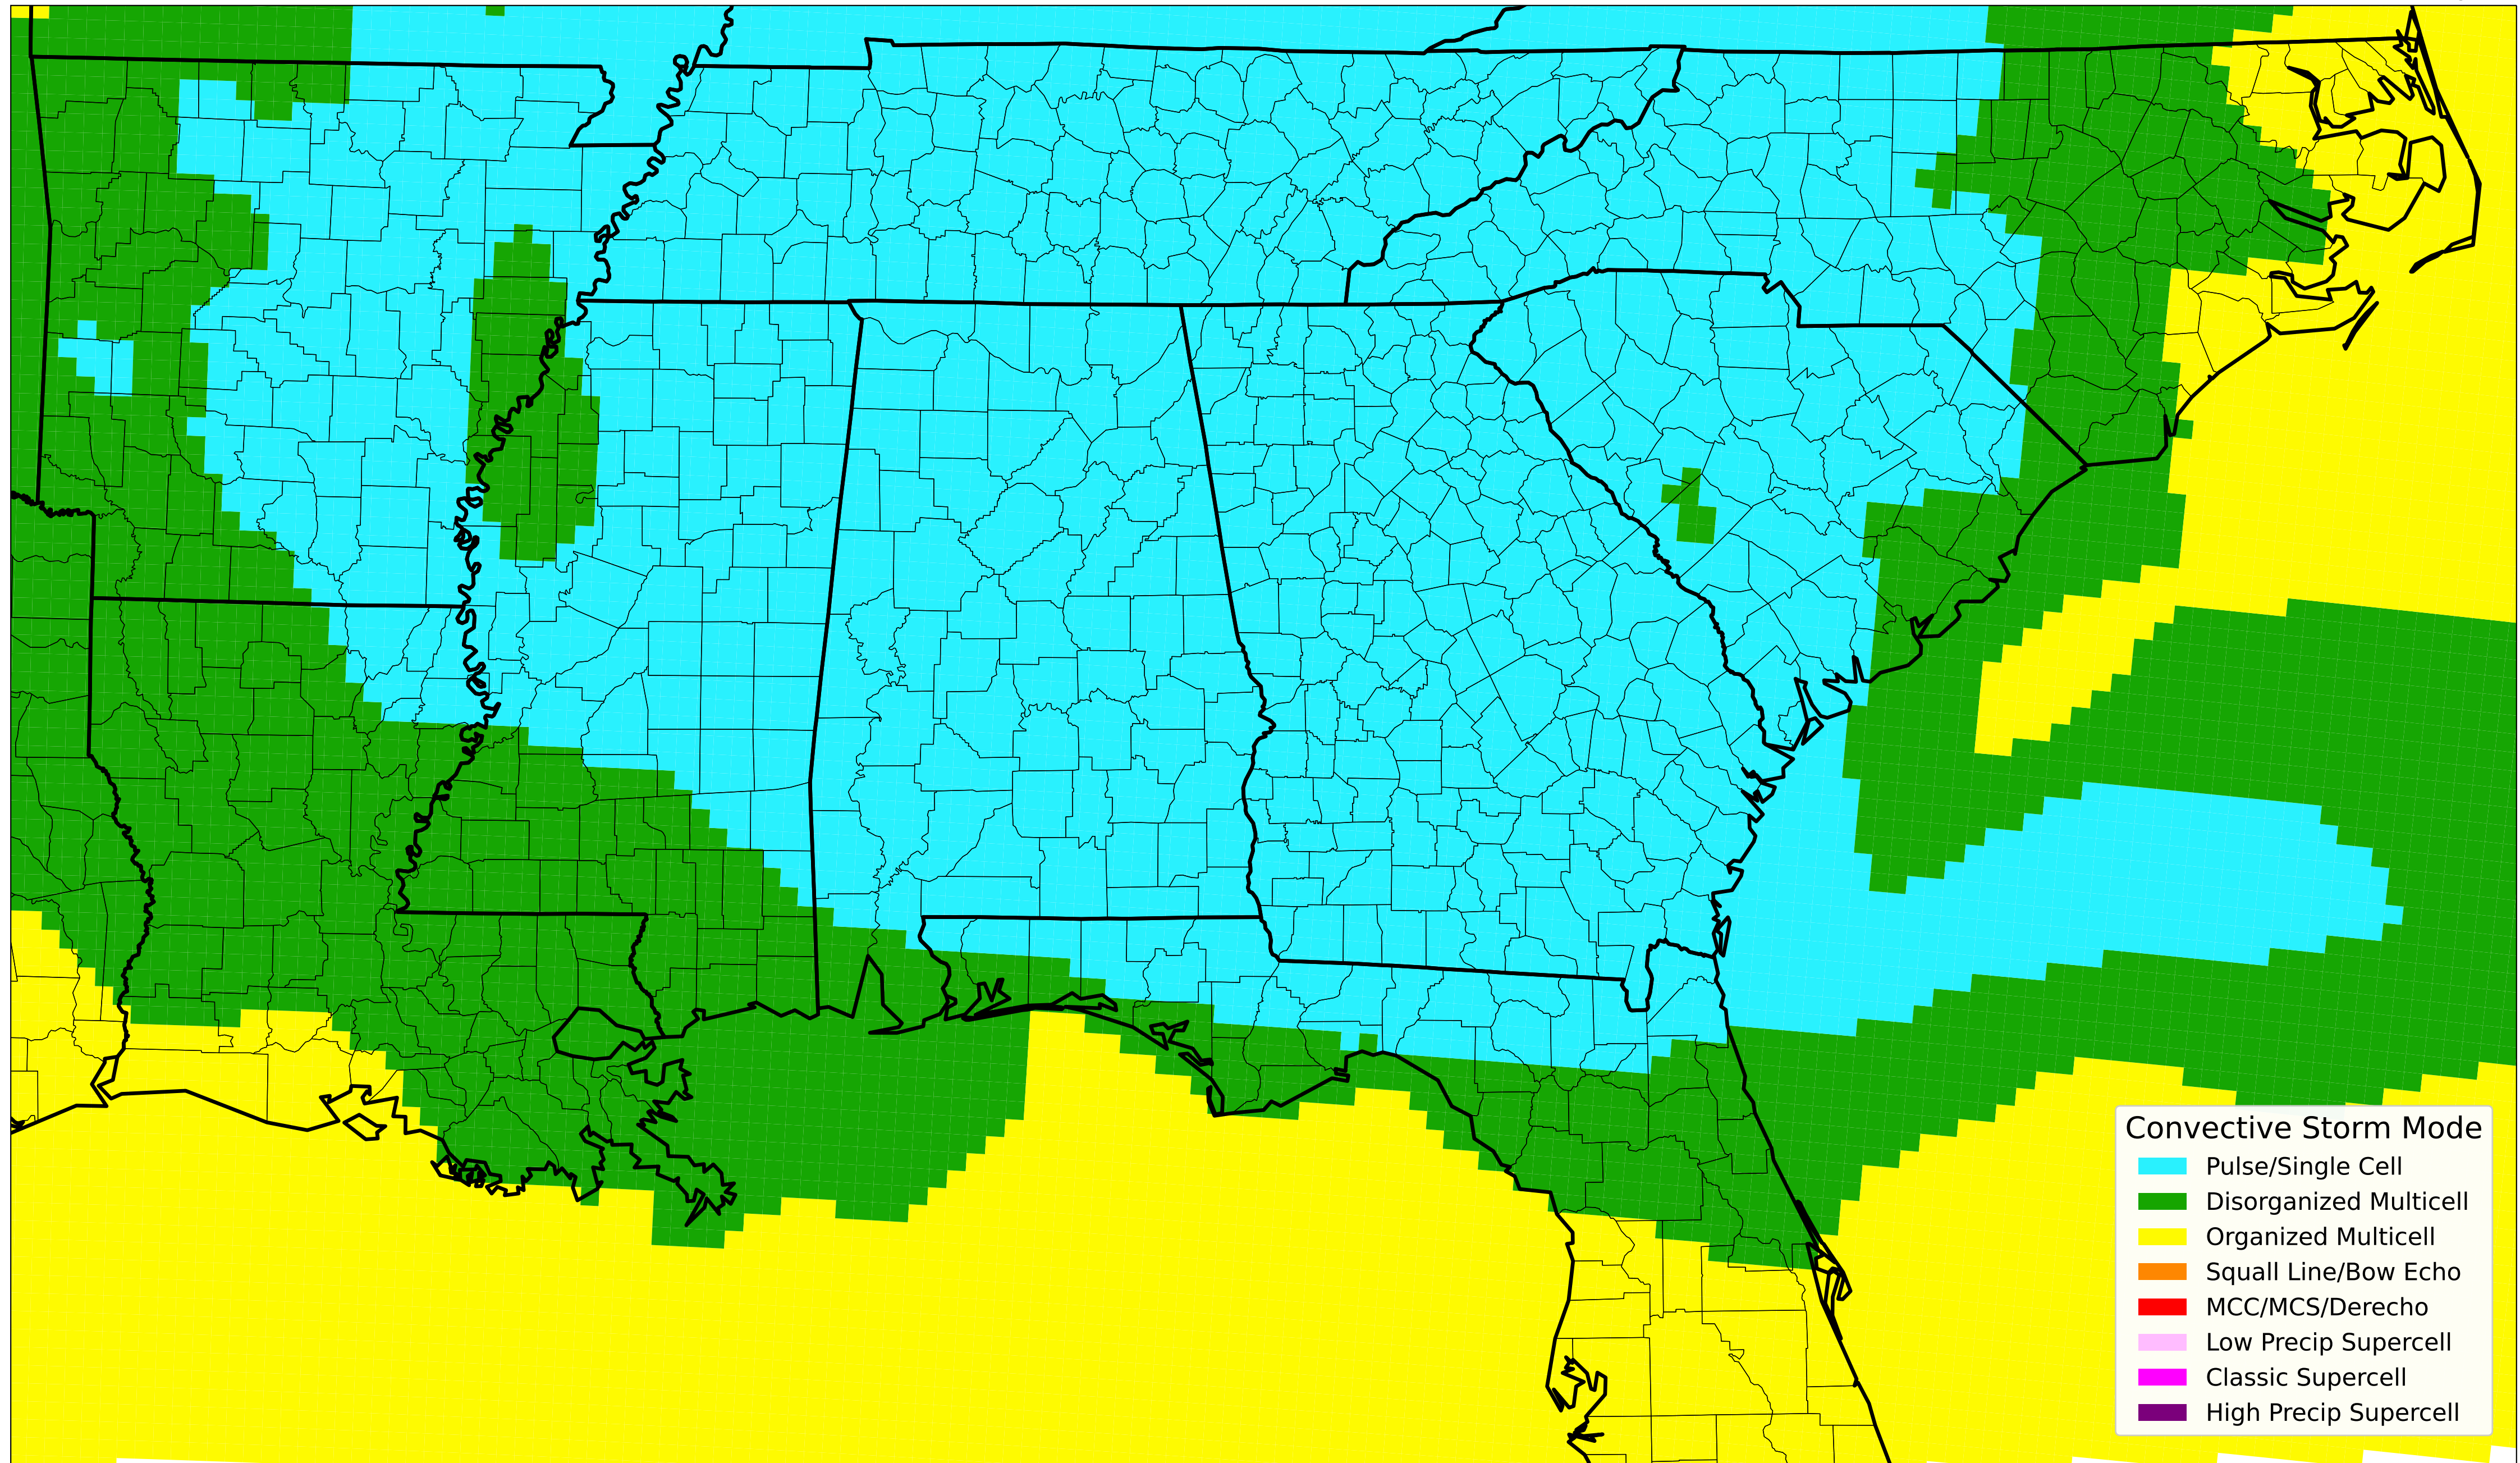 Convective Storm Mode
Pulse/Single Cell
Disorganized Multicell
Organized Multicell
Squall Line/Bow Echo
MCC/MCS/Derecho
Low Precip Supercell
Classic Supercell
High Precip Supercell